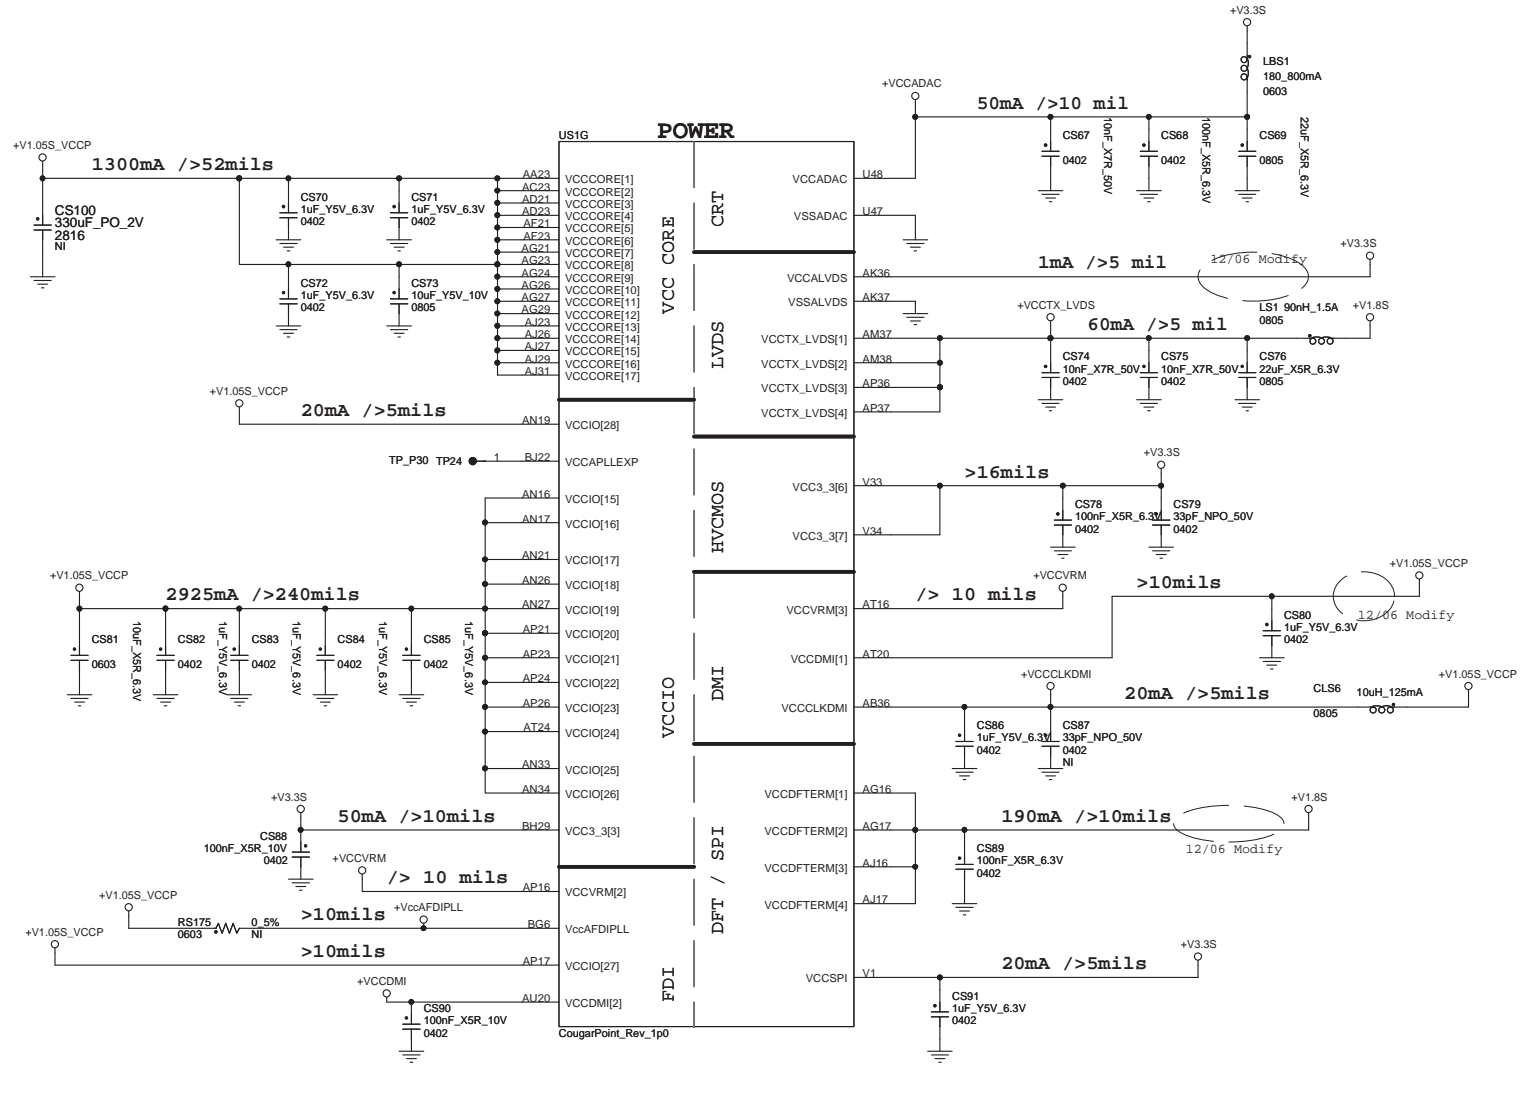 +V3.3S
LBS1
180_800mA
0603
+VCCADAC
50mA />10 mil
CS67
0402
10nF_X7R_50V
CS68
0402
100nF_X5R_6.3V
CS69
0805
22uF_X5R_6.3V
US1G
POWER
+V1.05S_VCCP
1300mA />52mils
CS100
330uF_PO_2V
2816
NI
CS70
1uF_Y5V_6.3V
0402
CS71
1uF_Y5V_6.3V
0402
CS72
1uF_Y5V_6.3V
0402
CS73
10uF_Y5V_10V
0805
AA23 VCCCORE[1]
AC23 VCCCORE[2]
AD21 VCCCORE[3]
AD23 VCCCORE[4]
AF21 VCCCORE[5]
AF23 VCCCORE[6]
AG21 VCCCORE[7]
AG23 VCCCORE[8]
AG24 VCCCORE[9]
AG26 VCCCORE[10]
AG27 VCCCORE[11]
AG29 VCCCORE[12]
AJ23 VCCCORE[13]
AJ26 VCCCORE[14]
AJ27 VCCCORE[15]
AJ29 VCCCORE[16]
AJ31 VCCCORE[17]
VCC CORE
CRT
VCCADAC U48
VSSADAC U47
LVDS
VCCALVDS AK36
1mA />5 mil
12/06 Modify
+V3.3S
VSSALVDS AK37
+VCCTX_LVDS
60mA />5 mil
LS1 90nH_1.5A
0805
+V1.8S
VCCTX_LVDS[1] AM37
VCCTX_LVDS[2] AM38
VCCTX_LVDS[3] AP36
VCCTX_LVDS[4] AP37
CS74
10nF_X7R_50V
0402
CS75
10nF_X7R_50V
0402
CS76
22uF_X5R_6.3V
0805
+V1.05S_VCCP
20mA />5mils
AN19 VCCIO[28]
TP_P30 TP24 1 BJ22 VCCAPLLEXP
AN16 VCCIO[15]
AN17 VCCIO[16]
AN21 VCCIO[17]
AN26 VCCIO[18]
AN27 VCCIO[19]
AP21 VCCIO[20]
AP23 VCCIO[21]
AP24 VCCIO[22]
AP26 VCCIO[23]
AT24 VCCIO[24]
AN33 VCCIO[25]
AN34 VCCIO[26]
VCCIO
+V1.05S_VCCP
2925mA />240mils
CS81
0603
10uF_X5R_6.3V
CS82
0402
1uF_Y5V_6.3V
CS83
0402
1uF_Y5V_6.3V
CS84
0402
1uF_Y5V_6.3V
CS85
0402
1uF_Y5V_6.3V
HVCMOS
VCC3_3[6] V33
VCC3_3[7] V34
>16mils
+V3.3S
CS78
100nF_X5R_6.3V
0402
CS79
33pF_NPO_50V
0402
DMI
VCCVRM[3] AT16
/> 10 mils
+VCCVRM
VCCDMI[1] AT20
>10mils
+V1.05S_VCCP
12/06 Modify
CS80
1uF_Y5V_6.3V
0402
VCCCLKDMI AB36
+VCCCLKDMI
20mA />5mils
CLS6
0805
10uH_125mA
+V1.05S_VCCP
CS86
1uF_Y5V_6.3V
0402
CS87
33pF_NPO_50V
0402
NI
+V3.3S
50mA />10mils
BH29 VCC3_3[3]
CS88
100nF_X5R_10V
0402
+VCCVRM
/> 10 mils
AP16 VCCVRM[2]
+V1.05S_VCCP
RS175
0603
0_5%
NI
>10mils
+VccAFDIPLL
BG6 VccAFDIPLL
+V1.05S_VCCP
>10mils
AP17 VCCIO[27]
+VCCDMI
AU20 VCCDMI[2]
CS90
100nF_X5R_10V
0402
FDI
DFT / SPI
VCCDFTERM[1] AG16
VCCDFTERM[2] AG17
VCCDFTERM[3] AJ16
VCCDFTERM[4] AJ17
190mA />10mils
+V1.8S
12/06 Modify
CS89
100nF_X5R_6.3V
0402
VCCSPI V1
20mA />5mils
+V3.3S
CS91
1uF_Y5V_6.3V
0402
CougarPoint_Rev_1p0